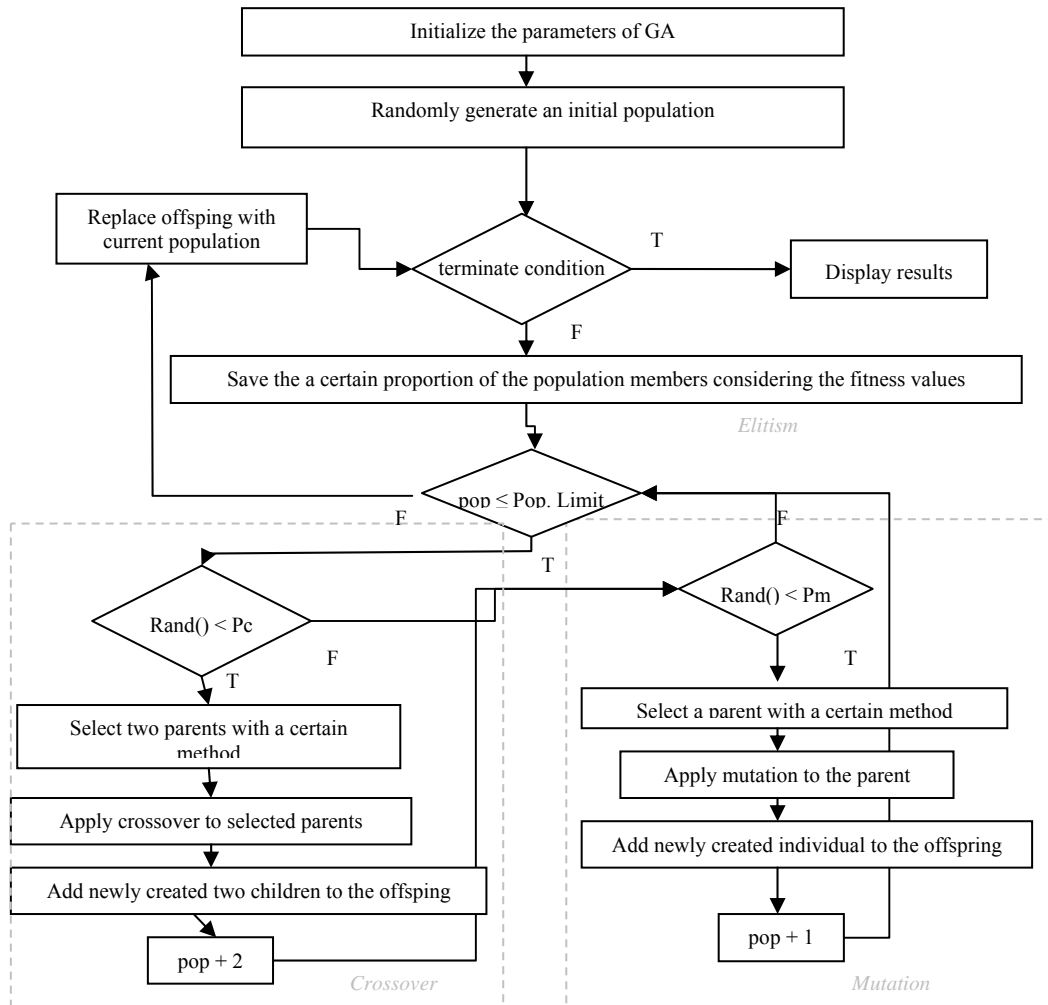 Initialize the parameters of GA
Randomly generate an initial population
Replace offsping with
current population
T
terminate condition
Display results
F
Save the a certain proportion of the population members considering the fitness values
Elitism
pop ≤ Pop. Limit
F
F
T
Rand() < Pc
Rand() < Pm
F
T
T
Select two parents with a certain
method
Select a parent with a certain method
Apply mutation to the parent
Apply crossover to selected parents
Add newly created individual to the offspring
Add newly created two children to the offsping
pop + 2
pop + 1
Crossover
Mutation